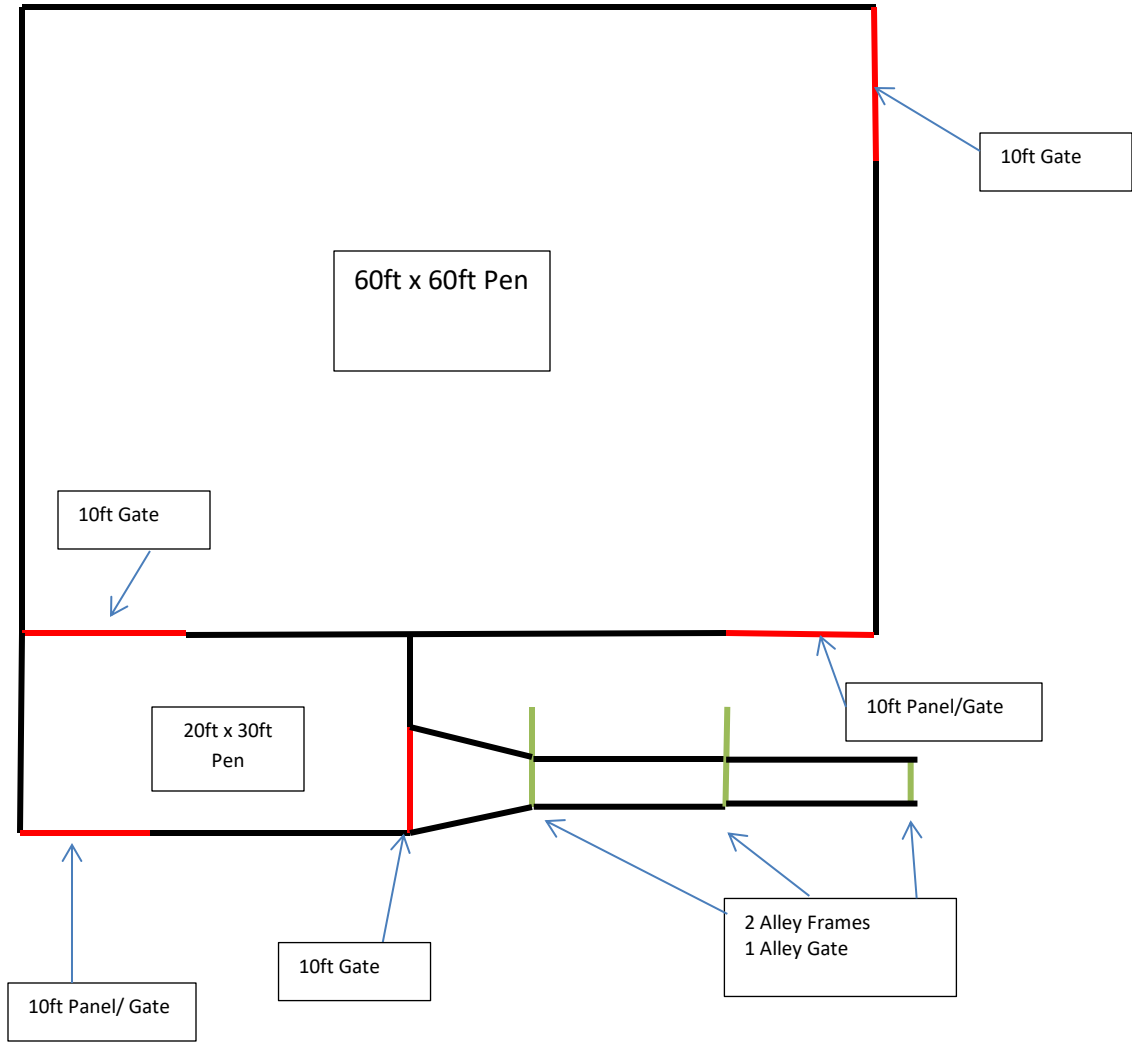 10ft Gate
60ft x 60ft Pen
10ft Gate
10ft Panel/Gate
20ft x 30ft
Pen
2 Alley Frames
1 Alley Gate
10ft Gate
10ft Panel/ Gate